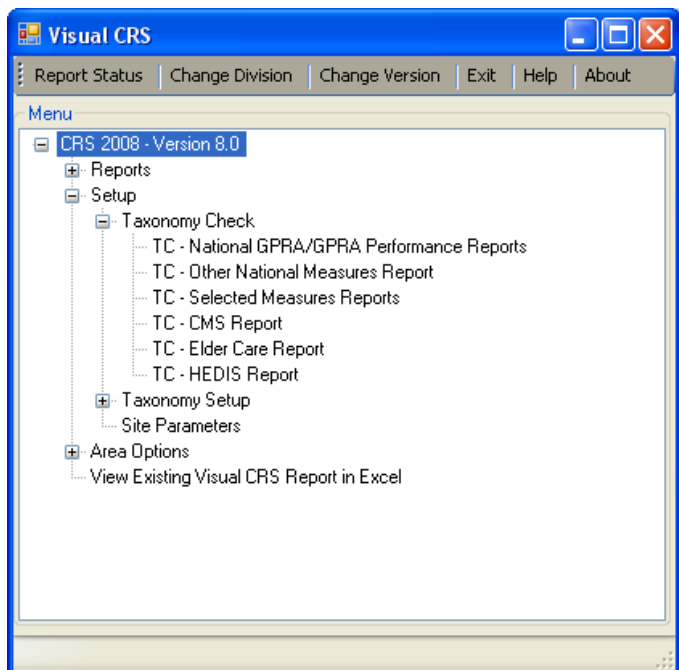 Visual CRS
Report Status Change Division Change Version Exit Help About
Menu
CRS 2008 - Version 8.0
Reports
Setup
Taxonomy Check
TC - National GPRA/GPRA Performance Reports
TC - Other National Measures Report
TC - Selected Measures Reports
TC - CMS Report
TC - Elder Care Report
TC - HEDIS Report
Taxonomy Setup
Site Parameters
Area Options
View Existing Visual CRS Report in Excel